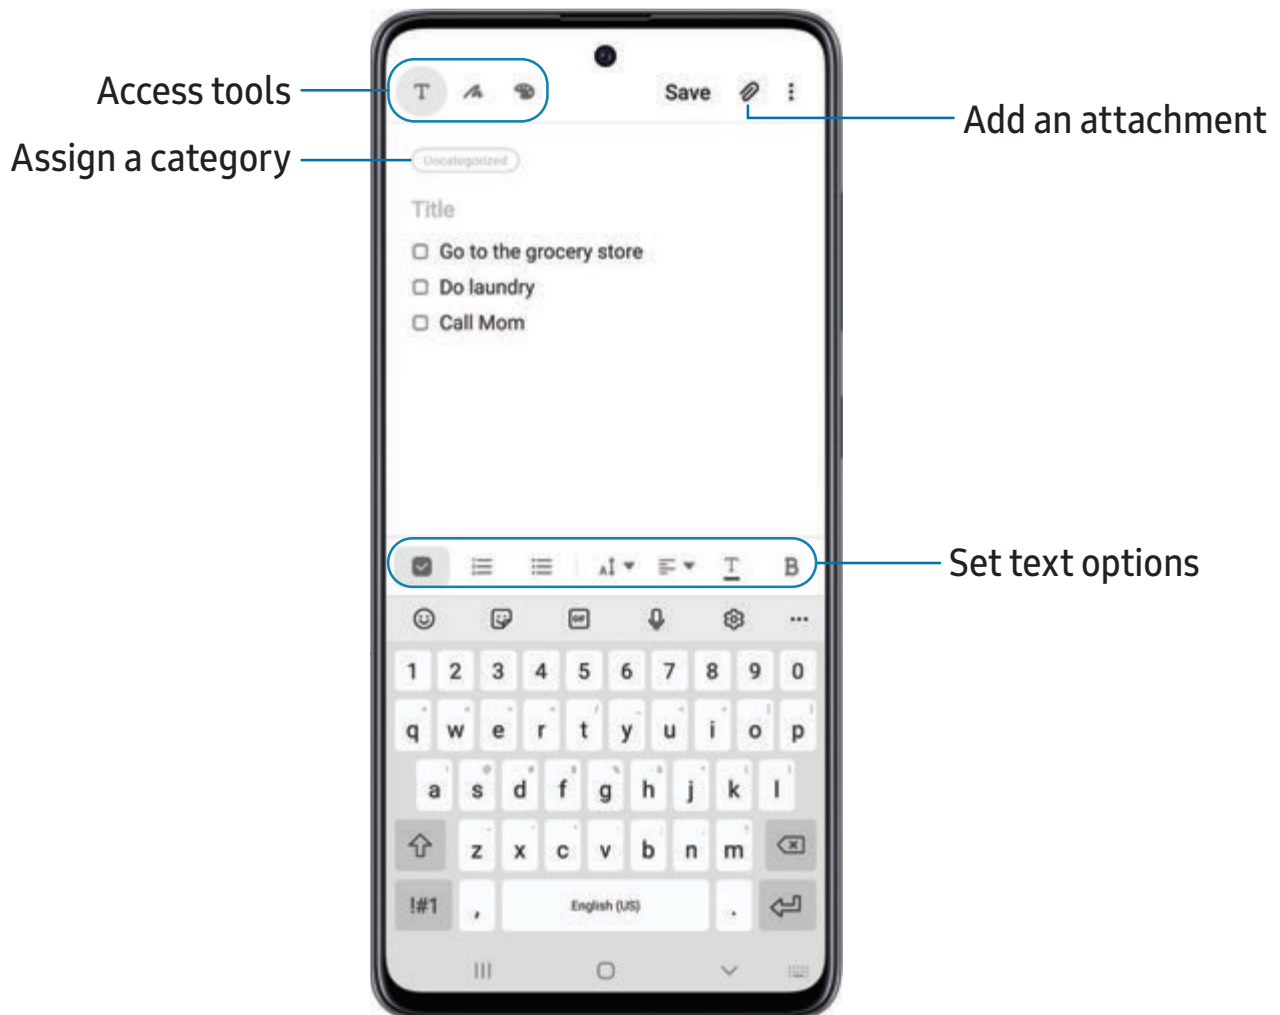 Access tools
T
Save
Add an attachment
Assign a category
Uncategorized
Title
Go to the grocery store
Do laundry
Call Mom
Set text options
A T B
GIF
1 2 3 4 5 6 7 8 9 0
q w e r t y u i o p
a s d f g h j k l
z x c v b n m
!#1 , English (US) .